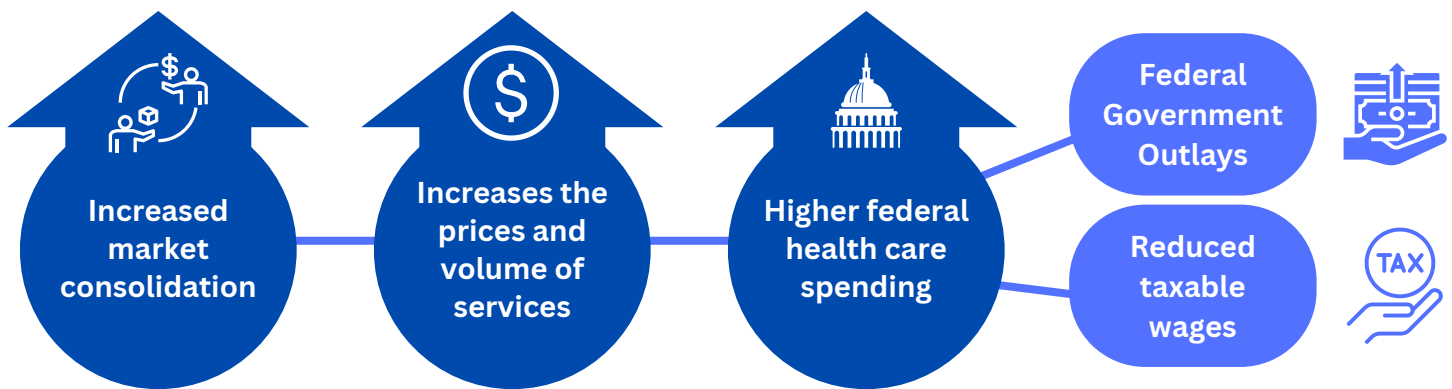 Increased
market
consolidation
$
Increases the
prices and
volume of
services
$
Higher federal
health care
spending
Federal
Government
Outlays
Reduced
taxable
wages
TAX